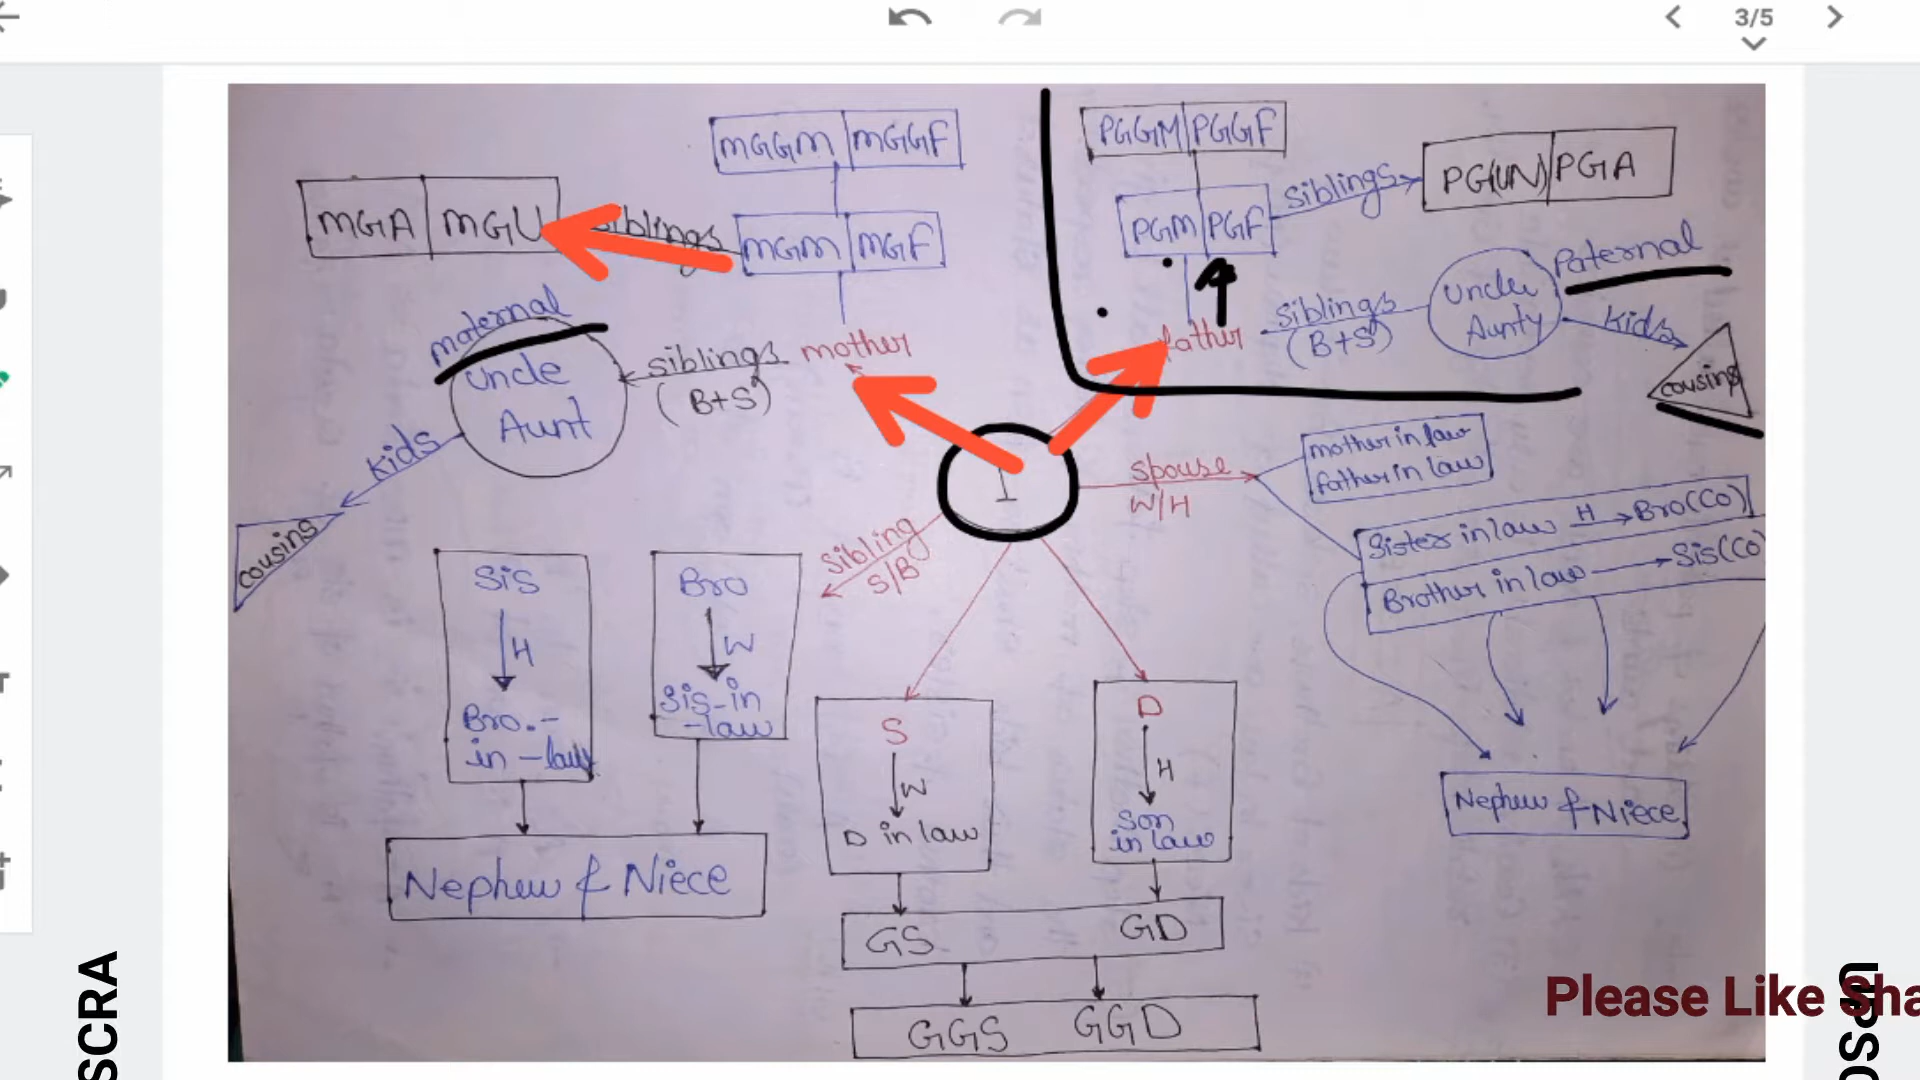 3/5
MGGM MGGF
PGGM PGGF
MGA MGU
siblings
MGM MGF
PGM PGF
siblings
PG(UN) PGA
maternal
Uncle
Aunt
siblings
(B+S)
mother
father
siblings
(B+S)
Uncle
Aunty
Paternal
Kids
cousins
Kids
cousins
I
spouse
W/H
mother in law
father in law
Sister in law H Bro(Co)
Brother in law Sis(Co)
Nephew & Niece
sibling
S/B
Sis
H
Bro.-
in-law
Bro
W
Sis-in
-law
Nephew & Niece
S
W
D in law
D
H
Son
in law
GS GD
GGS GGD
Please Like Sha
SCRA